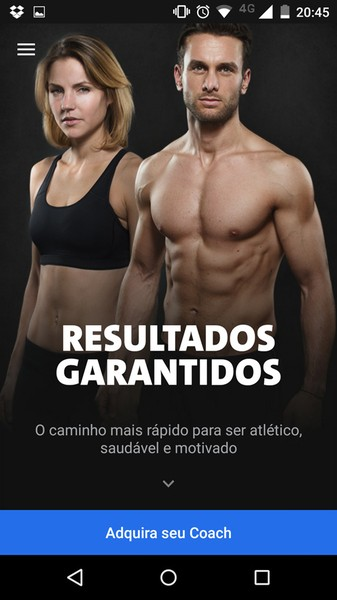 4G 20:45
RESULTADOS
GARANTIDOS
O caminho mais rápido para ser atlético,
saudável e motivado
Adquira seu Coach